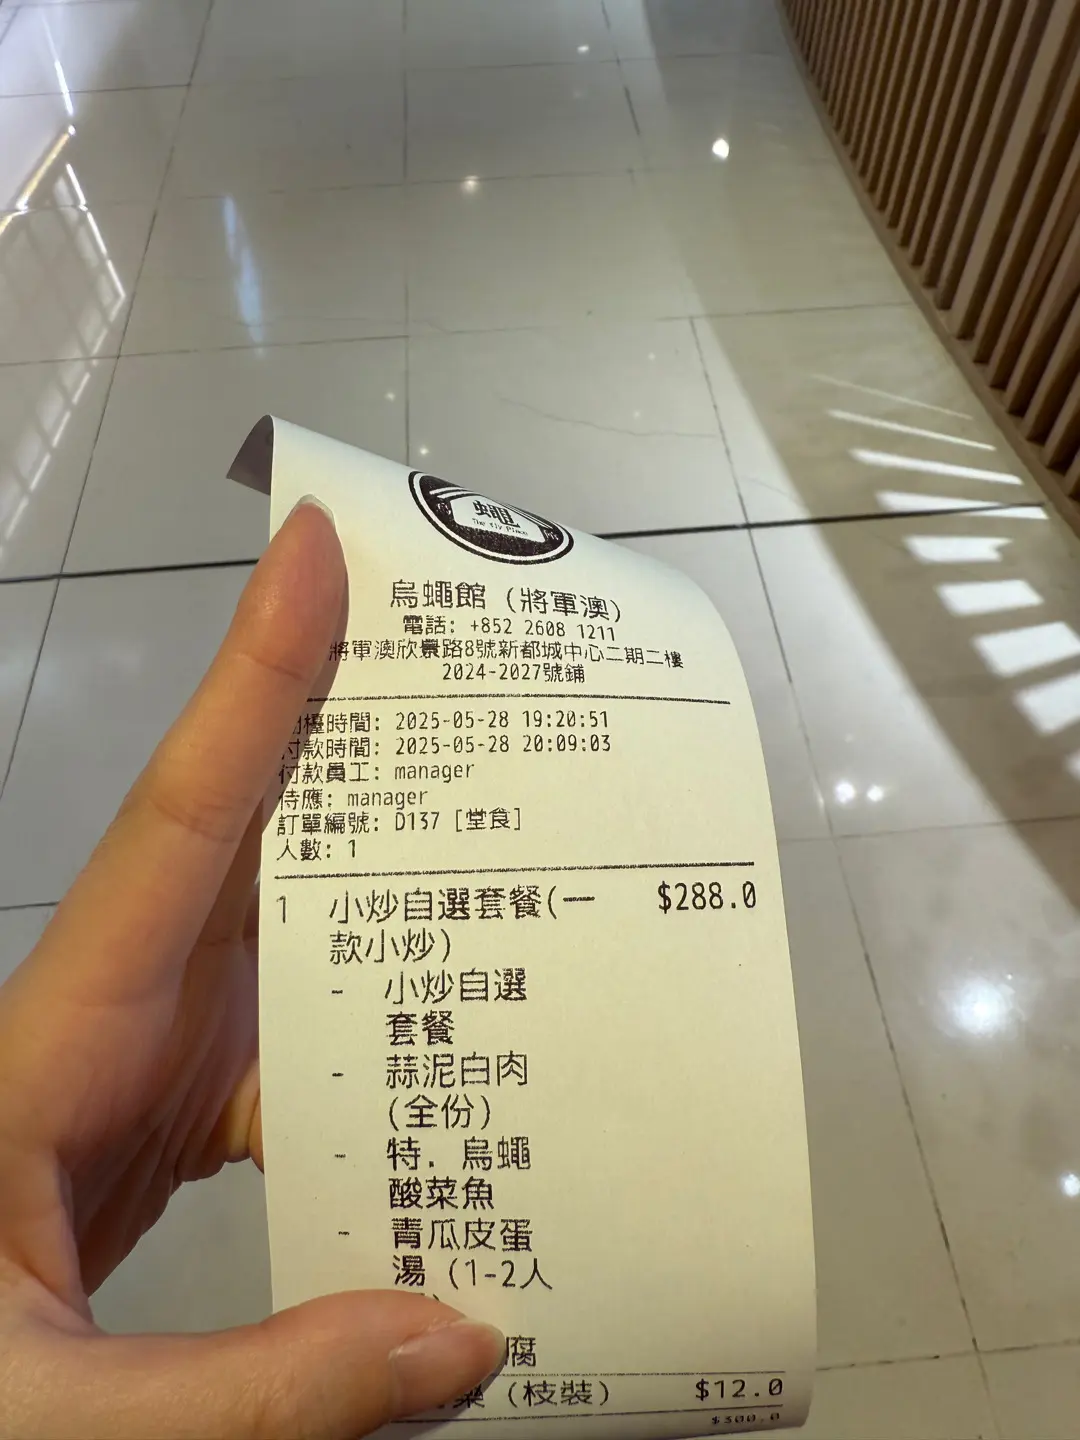 蠅
The Fly Place
烏蠅館 (將軍澳)
電話: +852 2608 1211
將軍澳欣景路8號新都城中心二期二樓
2024-2027號鋪
檯時間: 2025-05-28 19:20:51
付款時間: 2025-05-28 20:09:03
付款員工: manager
侍應: manager
訂單編號: D137 [堂食]
人數: 1
1 小炒自選套餐(一 $288.0
款小炒)
- 小炒自選
套餐
- 蒜泥白肉
(全份)
- 特. 烏蠅
酸菜魚
- 青瓜皮蛋
湯 (1-2人
)
腐
樂 (枝裝) $12.0
$300.0